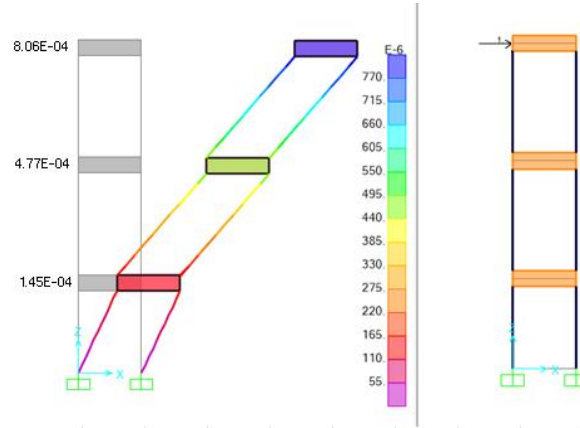 8.06E-04
4.77E-04
1.45E-04
Z
X
E-6
770.
715.
660.
605.
550.
495.
440.
385.
330.
275.
220.
165.
110.
55.
1.
X